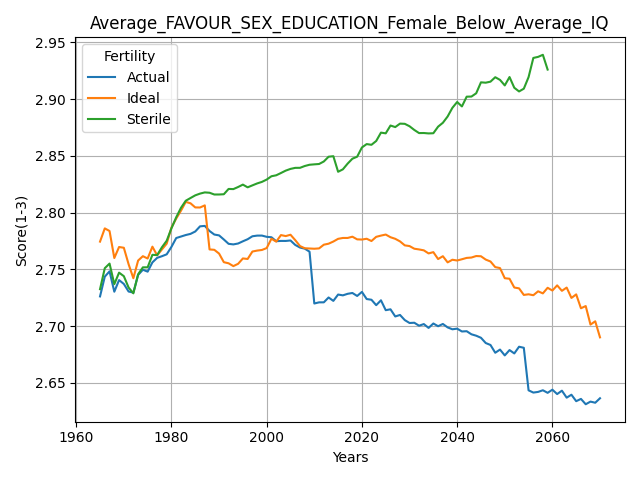 Average_FAVOUR_SEX_EDUCATION_Female_Below_Average_IQ
Fertility
Actual
Ideal
Sterile
Score(1-3)
2.95
2.90
2.85
2.80
2.75
2.70
2.65
1960
1980
2000
2020
2040
2060
Years